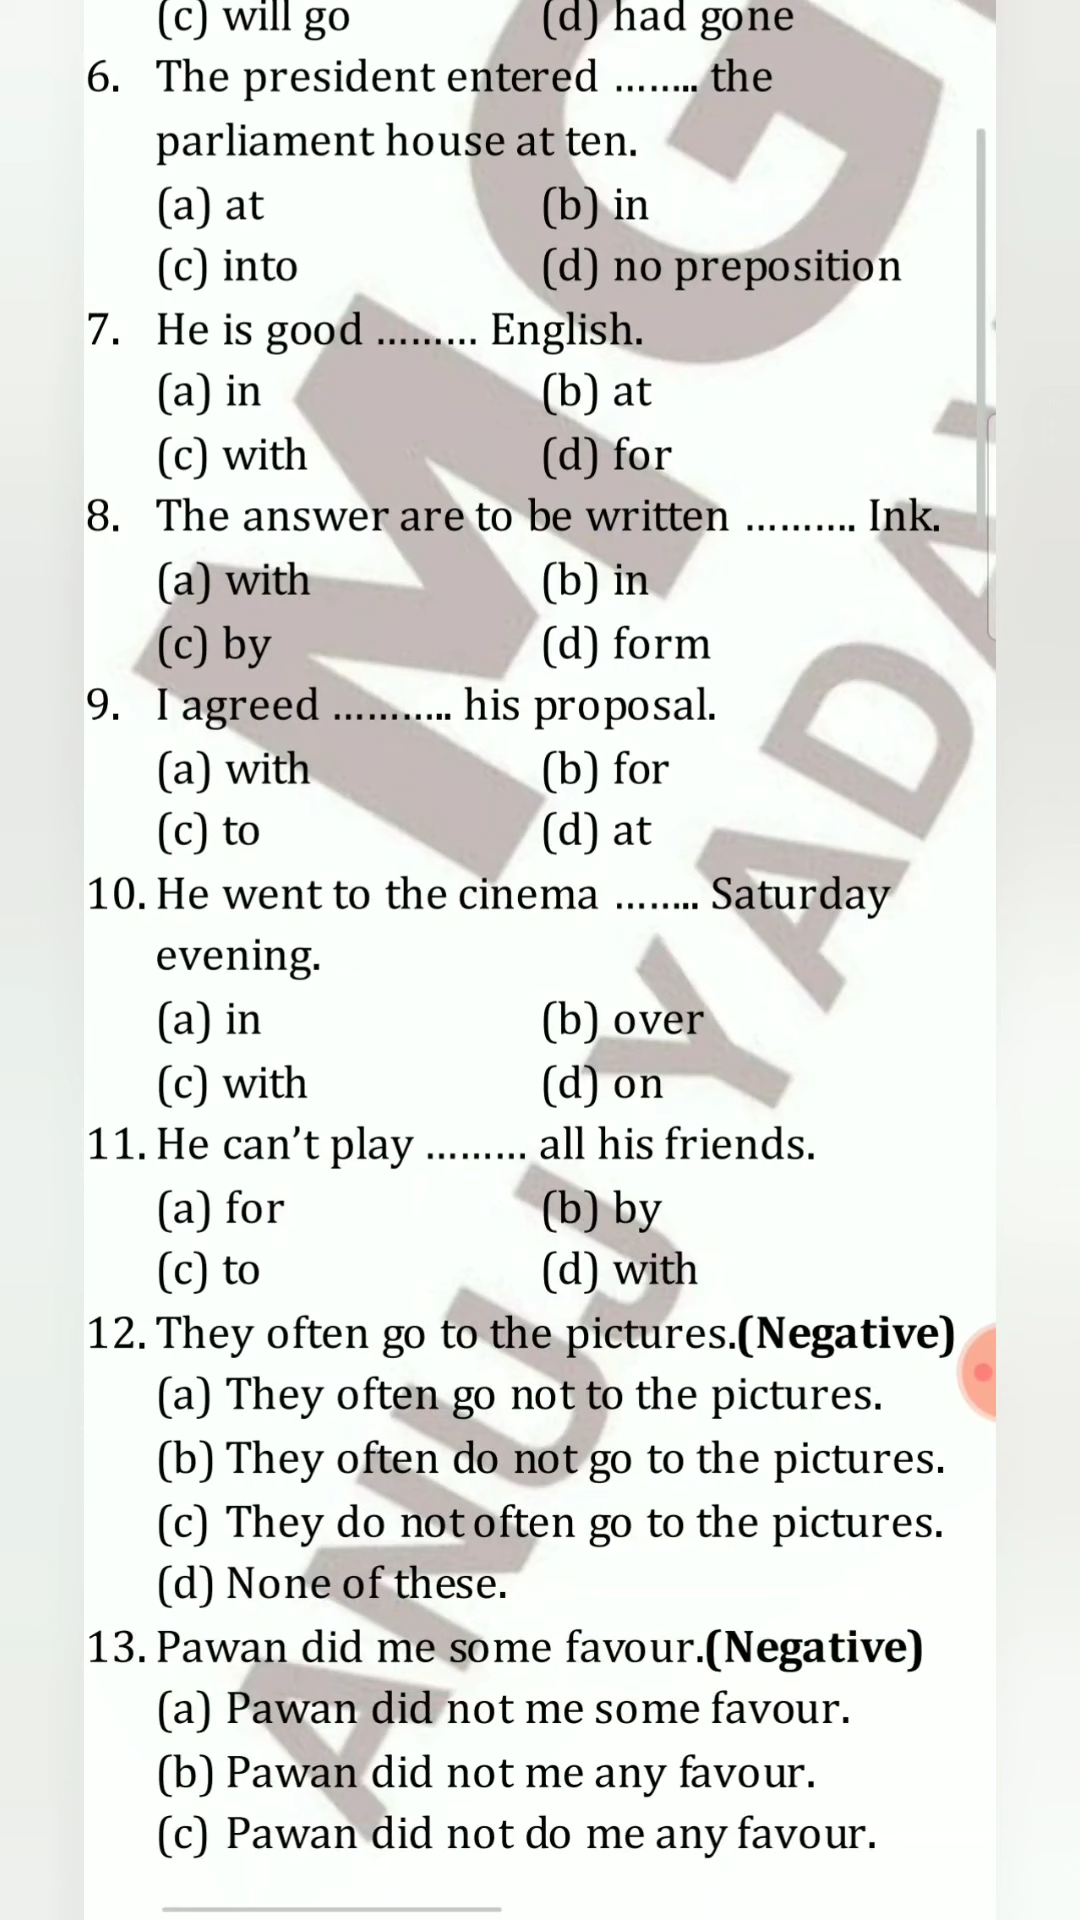 (c) will go (d) had gone
6. The president entered ........ the
parliament house at ten.
(a) at (b) in
(c) into (d) no preposition
7. He is good ......... English.
(a) in (b) at
(c) with (d) for
8. The answer are to be written .......... Ink.
(a) with (b) in
(c) by (d) form
9. I agreed ........... his proposal.
(a) with (b) for
(c) to (d) at
10. He went to the cinema ........ Saturday
evening.
(a) in (b) over
(c) with (d) on
11. He can’t play ......... all his friends.
(a) for (b) by
(c) to (d) with
12. They often go to the pictures.(Negative)
(a) They often go not to the pictures.
(b) They often do not go to the pictures.
(c) They do not often go to the pictures.
(d) None of these.
13. Pawan did me some favour.(Negative)
(a) Pawan did not me some favour.
(b) Pawan did not me any favour.
(c) Pawan did not do me any favour.
MG
ANUJ YADA